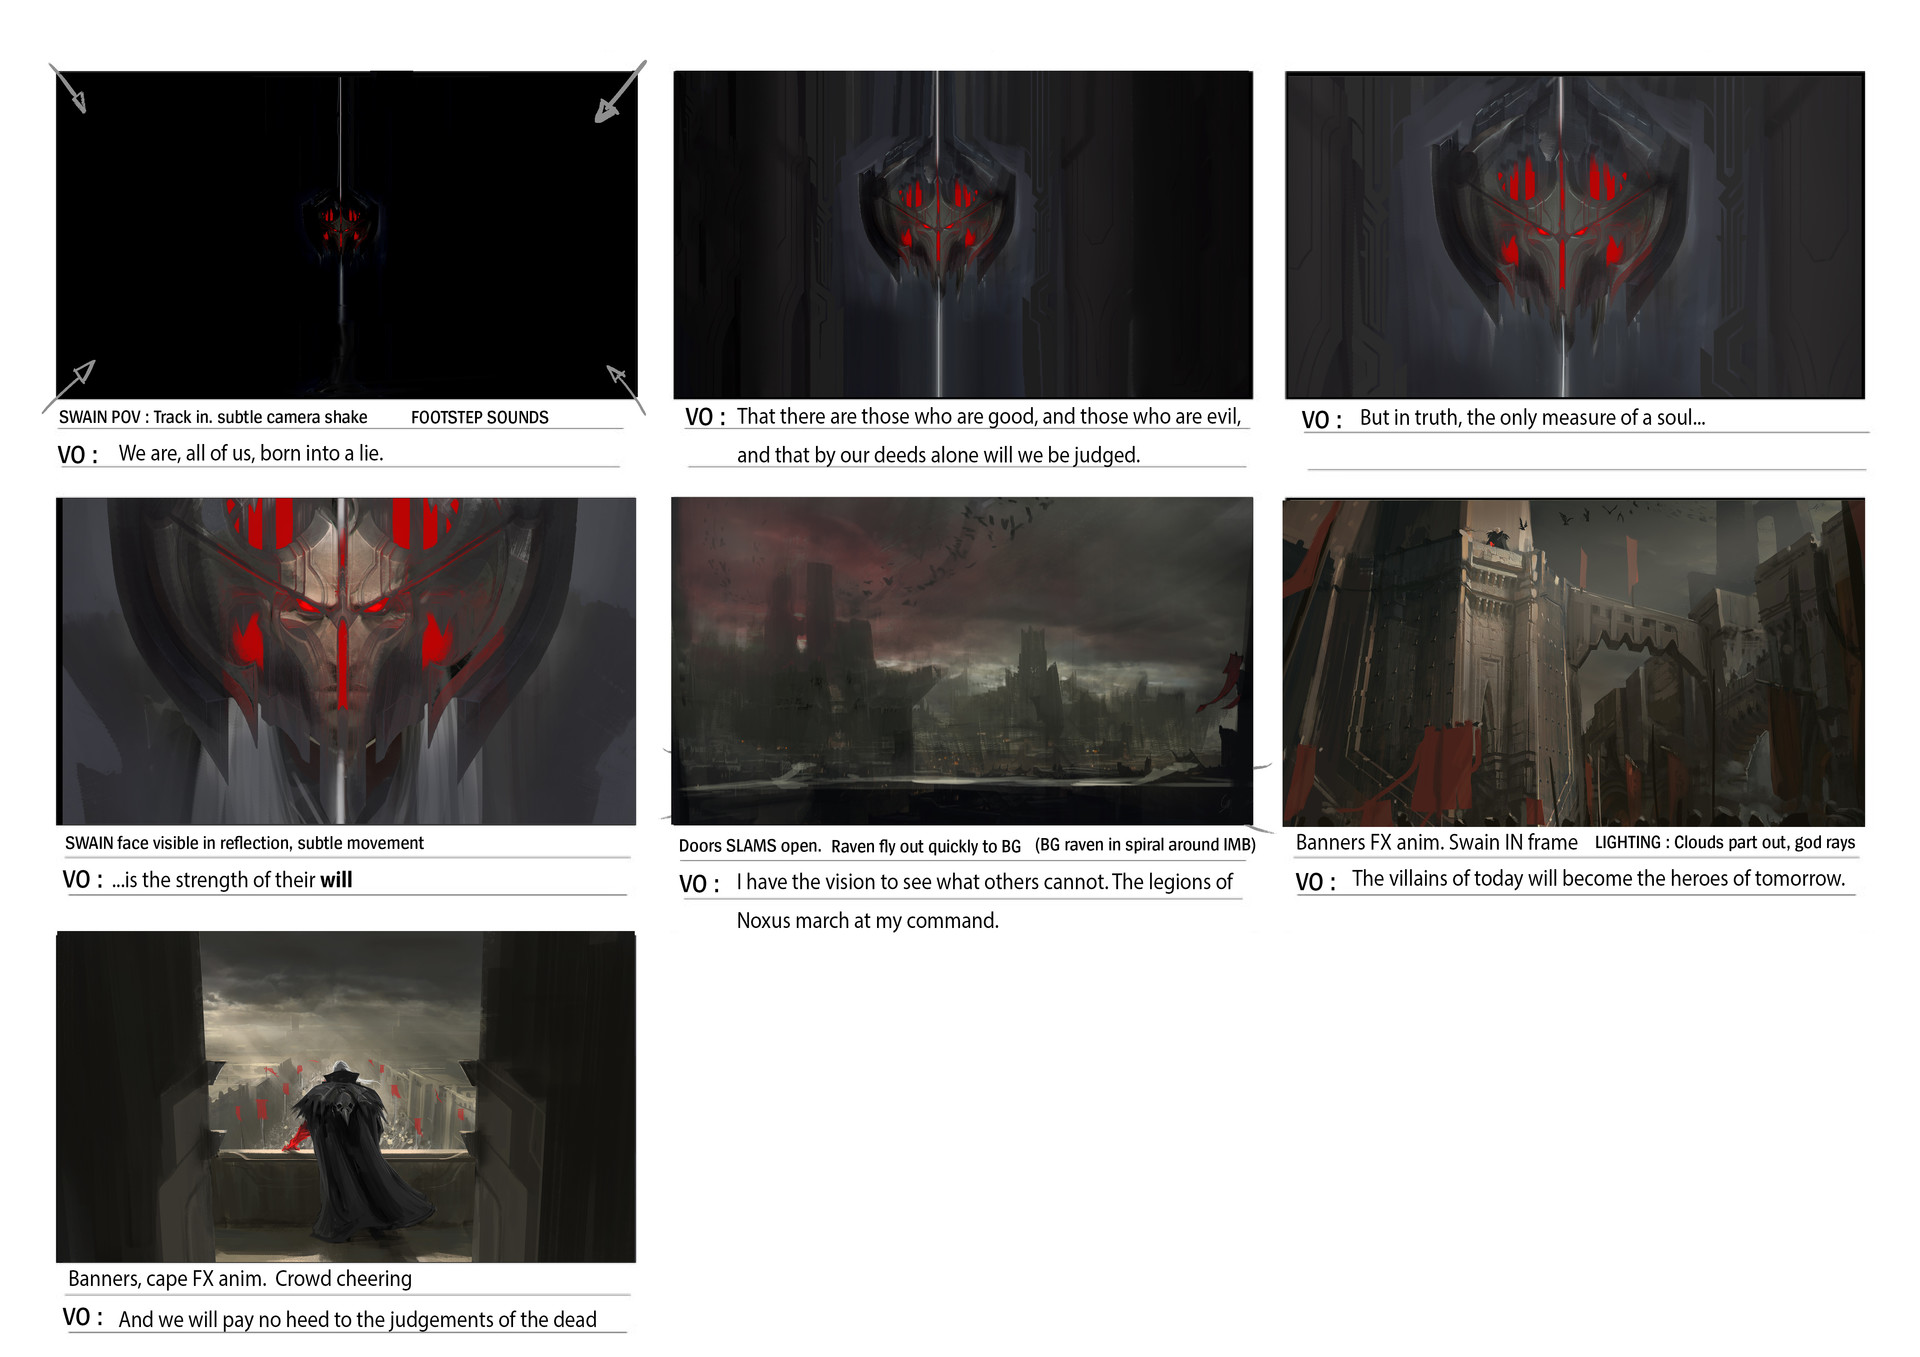 SWAIN POV : Track in. subtle camera shake FOOTSTEP SOUNDS
VO : We are, all of us, born into a lie.
VO : That there are those who are good, and those who are evil,
and that by our deeds alone will we be judged.
VO : But in truth, the only measure of a soul...
SWAIN face visible in reflection, subtle movement
VO : ...is the strength of their will
Doors SLAMS open. Raven fly out quickly to BG (BG raven in spiral around IMB)
VO : I have the vision to see what others cannot. The legions of
Noxus march at my command.
Banners FX anim. Swain IN frame LIGHTING : Clouds part out, god rays
VO : The villains of today will become the heroes of tomorrow.
Banners, cape FX anim. Crowd cheering
VO : And we will pay no heed to the judgements of the dead